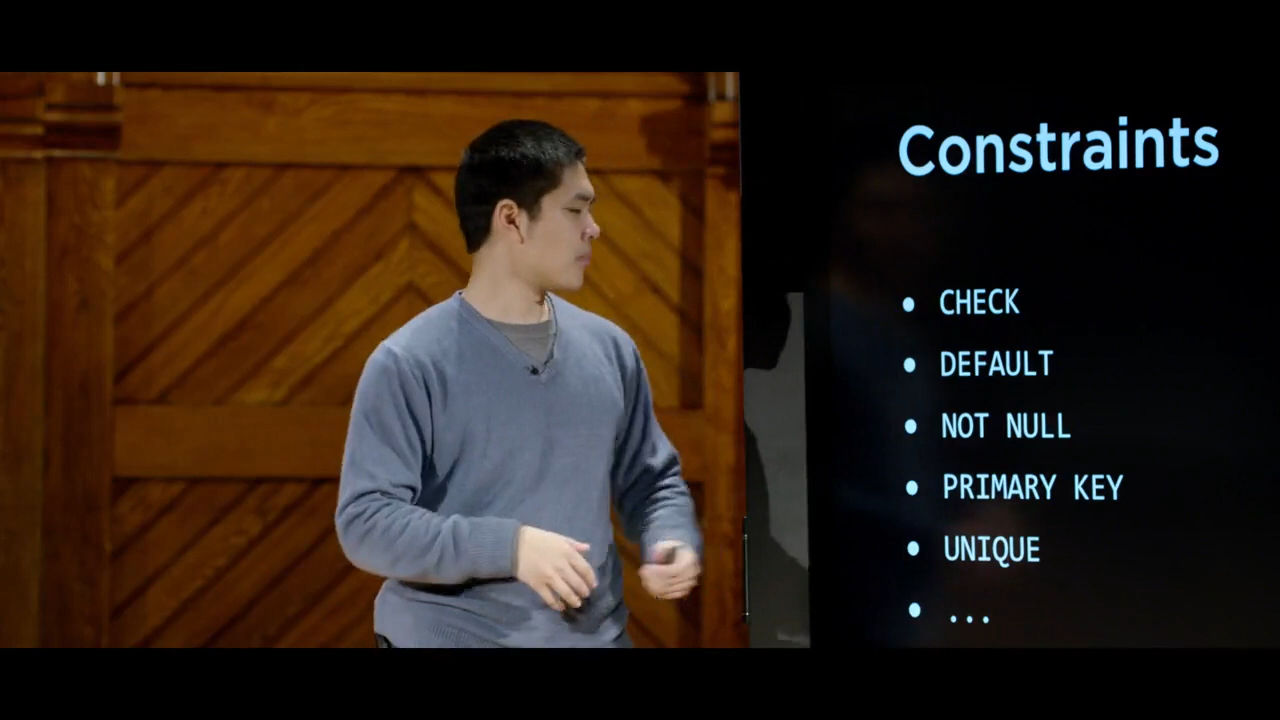 Constraints
• CHECK
• DEFAULT
• NOT NULL
• PRIMARY KEY
• UNIQUE
• ...